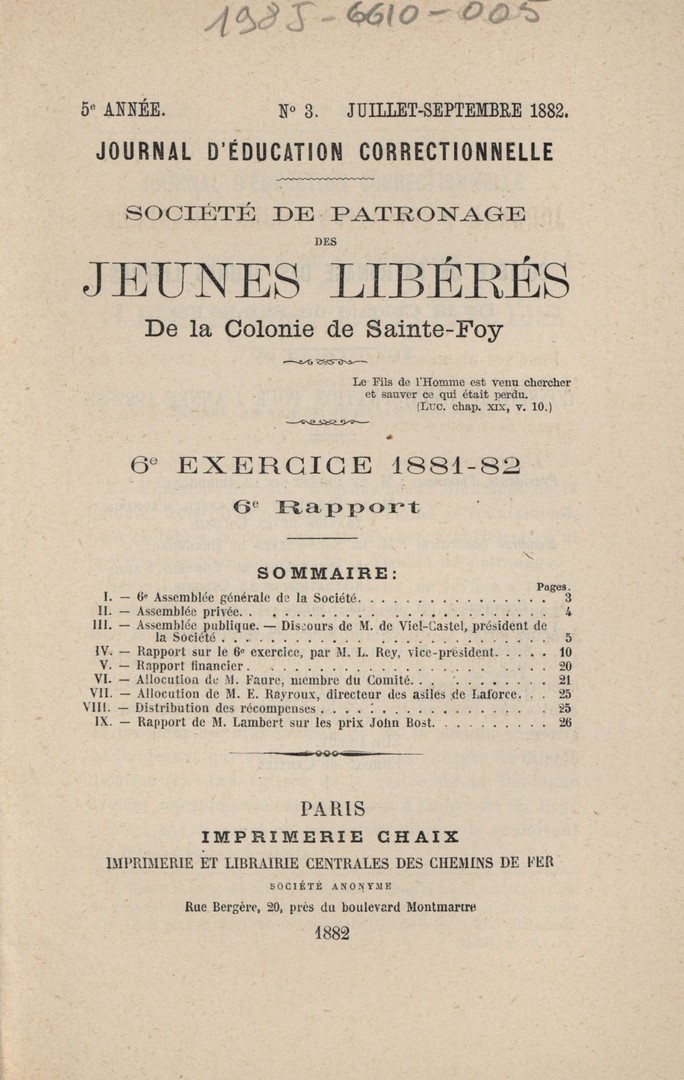 1985-6610-005
5e ANNÉE. No 3. JUILLET-SEPTEMBRE 1882.
JOURNAL D'ÉDUCATION CORRECTIONNELLE
SOCIÉTÉ DE PATRONAGE
DES
JEUNES LIBÉRÉS
De la Colonie de Sainte-Foy
Le Fils de l'Homme est venu chercher
et sauver ce qui était perdu.
(LUC. chap. XIX, v. 10.)
6e EXERCICE 1881-82
6e Rapport
SOMMAIRE:
Pages.
I. — 6e Assemblée générale de la Société. . . . . . . . . . . . . . . . . 3
II. — Assemblée privée. . . . . . . . . . . . . . . . . . . . . . . . . 4
III. — Assemblée publique. — Discours de M. de Viel-Castel, président de
la Société . . . . . . . . . . . . . . . . . . . . . . . . . . . 5
IV. — Rapport sur le 6e exercice, par M. L. Rey, vice-président. . . . . 10
V. — Rapport financier. . . . . . . . . . . . . . . . . . . . . . . . . 20
VI. — Allocution de M. Faure, membre du Comité. . . . . . . . . . . . 21
VII. — Allocution de M. E. Rayroux, directeur des asiles de Laforce. . . 25
VIII. — Distribution des récompenses . . . . . . . . . . . . . . . . . . 25
IX. — Rapport de M. Lambert sur les prix John Bost. . . . . . . . . . 26
PARIS
IMPRIMERIE CHAIX
IMPRIMERIE ET LIBRAIRIE CENTRALES DES CHEMINS DE FER
SOCIÉTÉ ANONYME
Rue Bergère, 20, près du boulevard Montmartre
1882